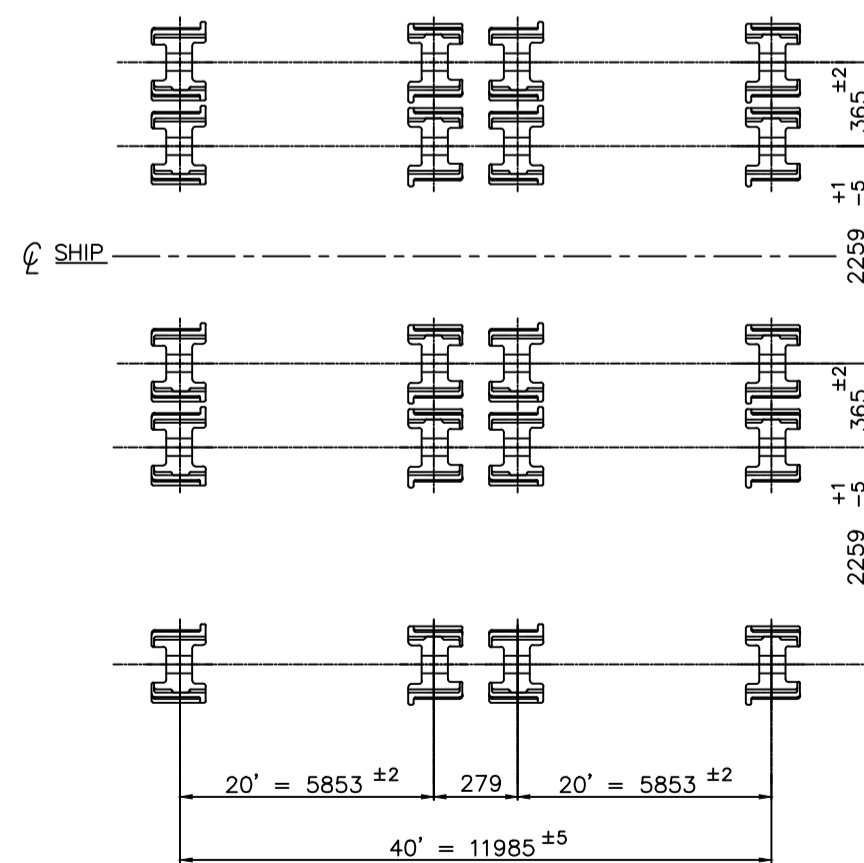 365 ±2
2259 +1 -5
℄ SHIP
365 ±2
2259 +1 -5
20' = 5853 ±2
279
20' = 5853 ±2
40' = 11985 ±5